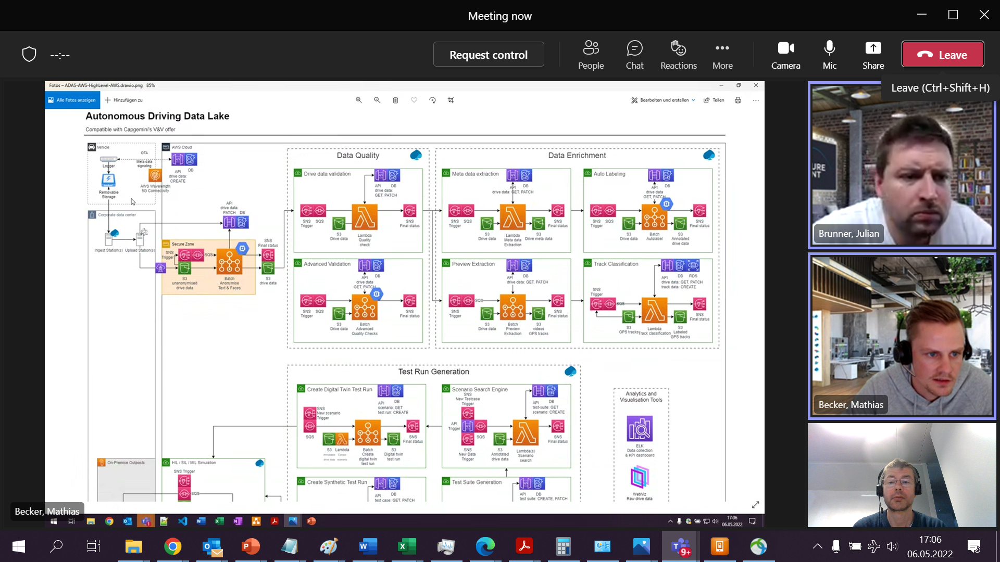 Meeting now
--:--
Request control
People
Chat
Reactions
More
Camera
Mic
Share
Leave
Leave (Ctrl+Shift+H)
Fotos – ADAS-AWS-HighLevel-AWS.drawio.png 85%
Alle Fotos anzeigen
Hinzufügen zu
Bearbeiten und erstellen
Teilen
Autonomous Driving Data Lake
Compatible with Capgemini's V&V offer
Vehicle
Logger
Removable
Storage
OTA
Meta data
signaling
AWS Wavelength
5G Connectivity
aws
AWS Cloud
API DB
drive data:
CREATE
Corporate data center
Ingest Station(s)
Upload Station(s)
API
drive data:
PATCH DB
Secure Zone
SNS
Trigger
SQS
S3
unanonymised
drive data
Batch
Anonymise
Text & Faces
SNS
Final status
S3
drive data
Data Quality
Drive data validation
API DB
drive data:
GET, PATCH
SNS
Trigger
SQS
S3
Drive data
Lambda
Quality
check
SNS
Final status
Advanced Validation
API DB
drive data
GET, PATCH
SNS
Trigger
SQS
S3
Drive data
Batch
Advanced
Quality Checks
SNS
Final status
Data Enrichment
Meta data extraction
API DB
drive data: GET, PATCH
SNS
Trigger
SQS
S3
Drive data
Lambda
Meta data
Extraction
S3
Drive meta data
SNS
Final status
Auto Labeling
API DB
drive data
GET, PATCH
SNS
Trigger
SQS
S3
Drive data
Batch
Autolabel
S3
Annotated
drive data
SNS
Final status
Preview Extraction
API DB
drive data: GET, PATCH
SNS
Trigger
SQS
S3
Drive data
Batch
Preview
Extraction
S3
videos
GPS tracks
SNS
Final status
Track Classification
API DB RDS
drive data: GET, PATCH
track data: CREATE
SNS
Trigger
SQS
S3
GPS tracks
Lambda
Track classification
S3
Labeled
GPS tracks
SNS
Final status
Test Run Generation
Create Digital Twin Test Run
API DB
scenario: GET
test run: CREATE
SNS
New scenario
Trigger
SQS
S3
Annotated
drive data
Lambda
Extract
scenario
Batch
Create
digital twin
test run
S3
Digital twin
test run
SNS
Final status
Scenario Search Engine
SNS
New Testcase
Trigger
API DB
test-suite: GET
scenario: CREATE
API
Trigger
SQS
SNS
New Data
Trigger
S3
Annotated
drive data
Lambda(s)
Scenario
search
SNS
Final status
Analytics and
Visualisation Tools
ELK
Data collection
& KPI dashboard
WebViz
Raw drive data
On-Premise Outposts
HIL / SIL / MIL Simulation
SNS Trigger
SQS
Create Synthetic Test Run
API DB
test case: GET, PATCH
Test Suite Generation
API DB
test suite: CREATE, PATCH
Brunner, Julian
Becker, Mathias
Becker, Mathias
17:06
06.05.2022
17:06
06.05.2022
9+